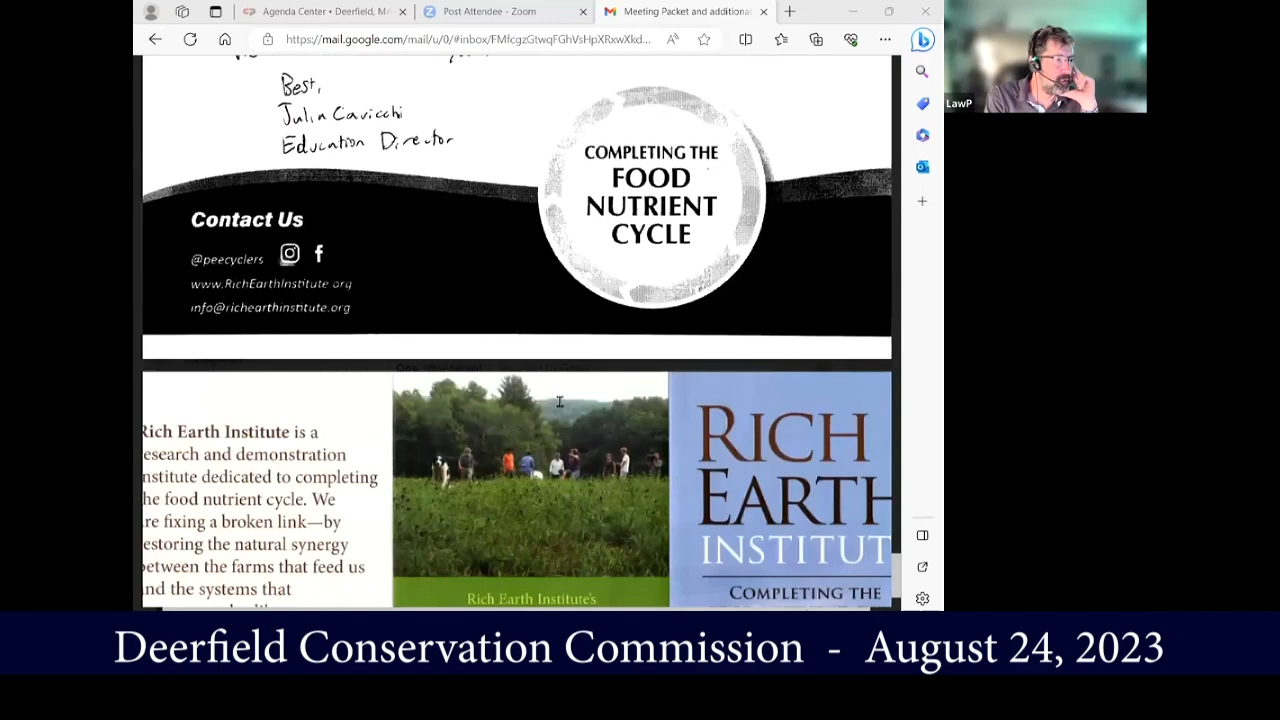 Agenda Center • Deerfield, MA
Post Attendee - Zoom
Meeting Packet and additiona
https://mail.google.com/mail/u/0/#inbox/FMfcgzGtwqFGhVsHpXRxwXkd...
LawP
Best,
Julia Cavicchi
Education Director
COMPLETING THE
FOOD
NUTRIENT
CYCLE
Contact Us
@peecyclers
www.RichEarthInstitute.org
info@richearthinstitute.org
Rich Earth Institute is a
esearch and demonstration
nstitute dedicated to completing
he food nutrient cycle. We
re fixing a broken link—by
estoring the natural synergy
between the farms that feed us
and the systems that
Rich Earth Institute's
RICH
EARTH
INSTITUT
COMPLETING THE
Deerfield Conservation Commission - August 24, 2023